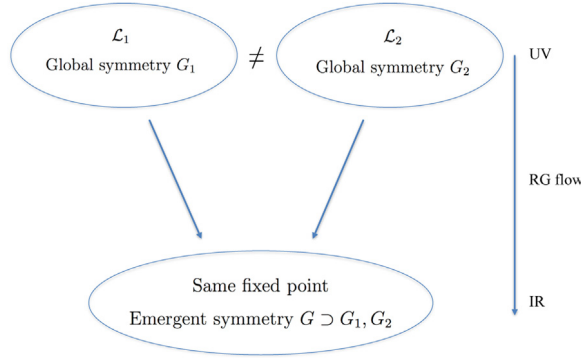 ℒ₁
Global symmetry G₁
≠
ℒ₂
Global symmetry G₂
UV
RG flow
Same fixed point
Emergent symmetry G ⊃ G₁, G₂
IR